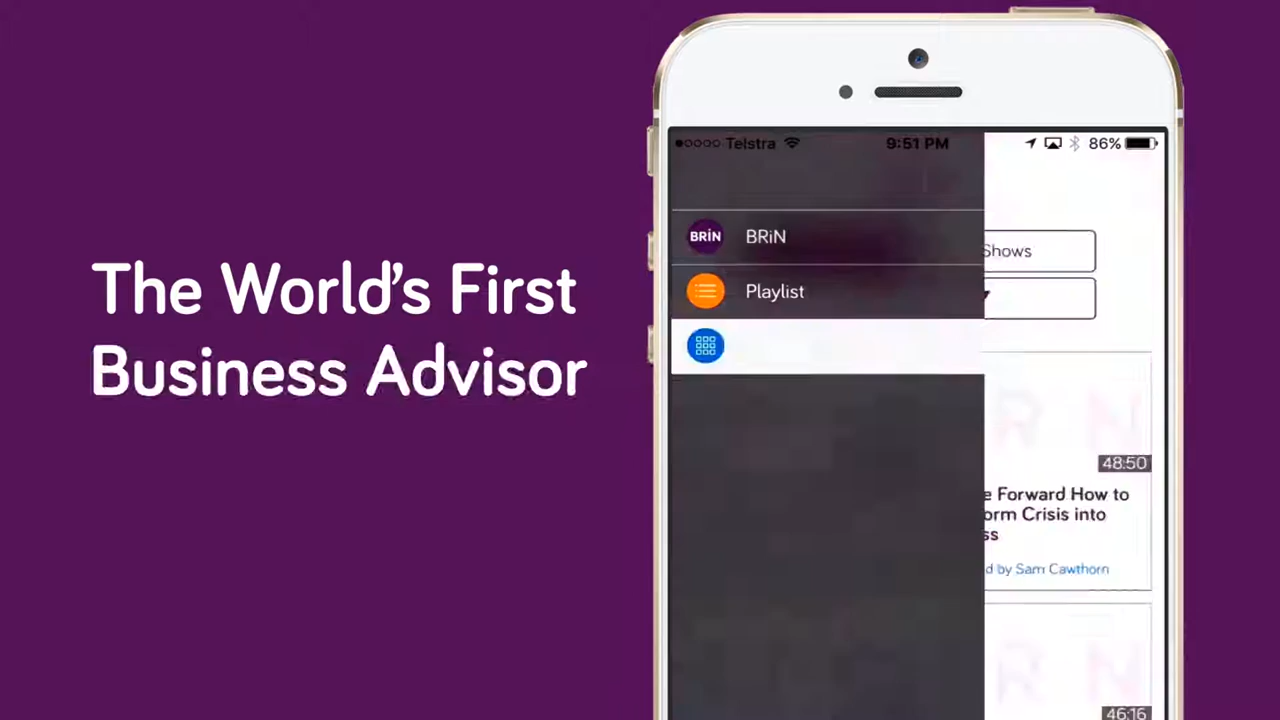 The World's First
Business Advisor
Telstra
9:51 PM
86%
BRiN
BRiN
Playlist
Shows
48:50
e Forward How to
orm Crisis into
ss
d by Sam Cawthorn
R N
R N
46:16